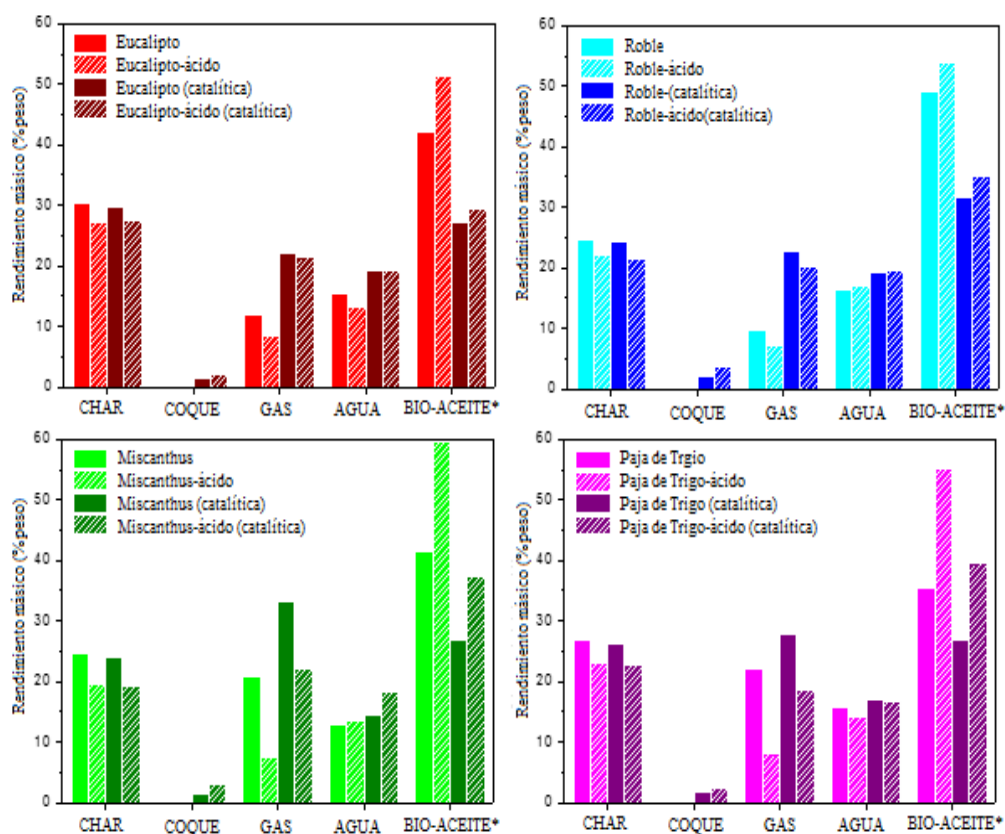 60
50
40
30
20
10
0
Rendimiento másico (%peso)
Eucalipto
Eucalipto-ácido
Eucalipto (catalítica)
Eucalipto-ácido (catalítica)
CHAR COQUE GAS AGUA BIO-ACEITE*
60
50
40
30
20
10
0
Rendimiento másico (%peso)
Roble
Roble-ácido
Roble-(catalítica)
Roble-ácido(catalítica)
CHAR COQUE GAS AGUA BIO-ACEITE*
60
50
40
30
20
10
0
Rendimiento másico (%peso)
Miscanthus
Miscanthus-ácido
Miscanthus (catalítica)
Miscanthus-ácido (catalítica)
CHAR COQUE GAS AGUA BIO-ACEITE*
60
50
40
30
20
10
0
Rendimiento másico (%peso)
Paja de Trgio
Paja de Trigo-ácido
Paja de Trigo (catalítica)
Paja de Trigo-ácido (catalítica)
CHAR COQUE GAS AGUA BIO-ACEITE*